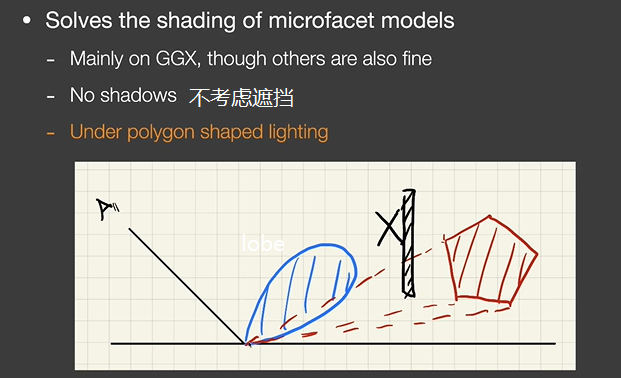 • Solves the shading of microfacet models
- Mainly on GGX, though others are also fine
- No shadows 不考虑遮挡
- Under polygon shaped lighting
lobe